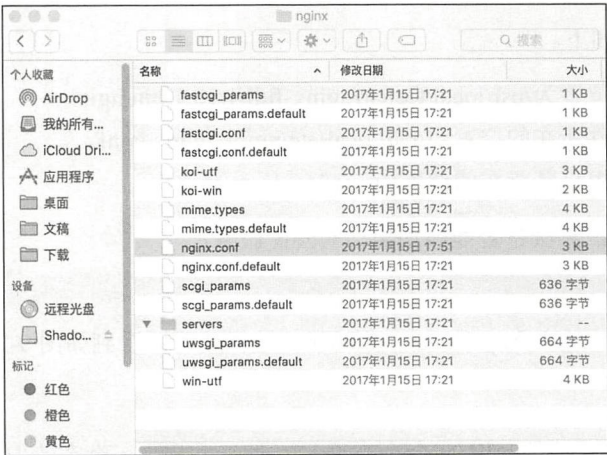 nginx
搜索
个人收藏
AirDrop
我的所有...
iCloud Dri...
应用程序
桌面
文稿
下载
设备
远程光盘
Shado...
标记
红色
橙色
黄色
名称 修改日期 大小
fastcgi_params 2017年1月15日 17:21 1 KB
fastcgi_params.default 2017年1月15日 17:21 1 KB
fastcgi.conf 2017年1月15日 17:21 1 KB
fastcgi.conf.default 2017年1月15日 17:21 1 KB
koi-utf 2017年1月15日 17:21 3 KB
koi-win 2017年1月15日 17:21 2 KB
mime.types 2017年1月15日 17:21 4 KB
mime.types.default 2017年1月15日 17:21 4 KB
nginx.conf 2017年1月15日 17:51 3 KB
nginx.conf.default 2017年1月15日 17:21 3 KB
scgi_params 2017年1月15日 17:21 636 字节
scgi_params.default 2017年1月15日 17:21 636 字节
servers 2017年1月15日 17:21 --
uwsgi_params 2017年1月15日 17:21 664 字节
uwsgi_params.default 2017年1月15日 17:21 664 字节
win-utf 2017年1月15日 17:21 4 KB